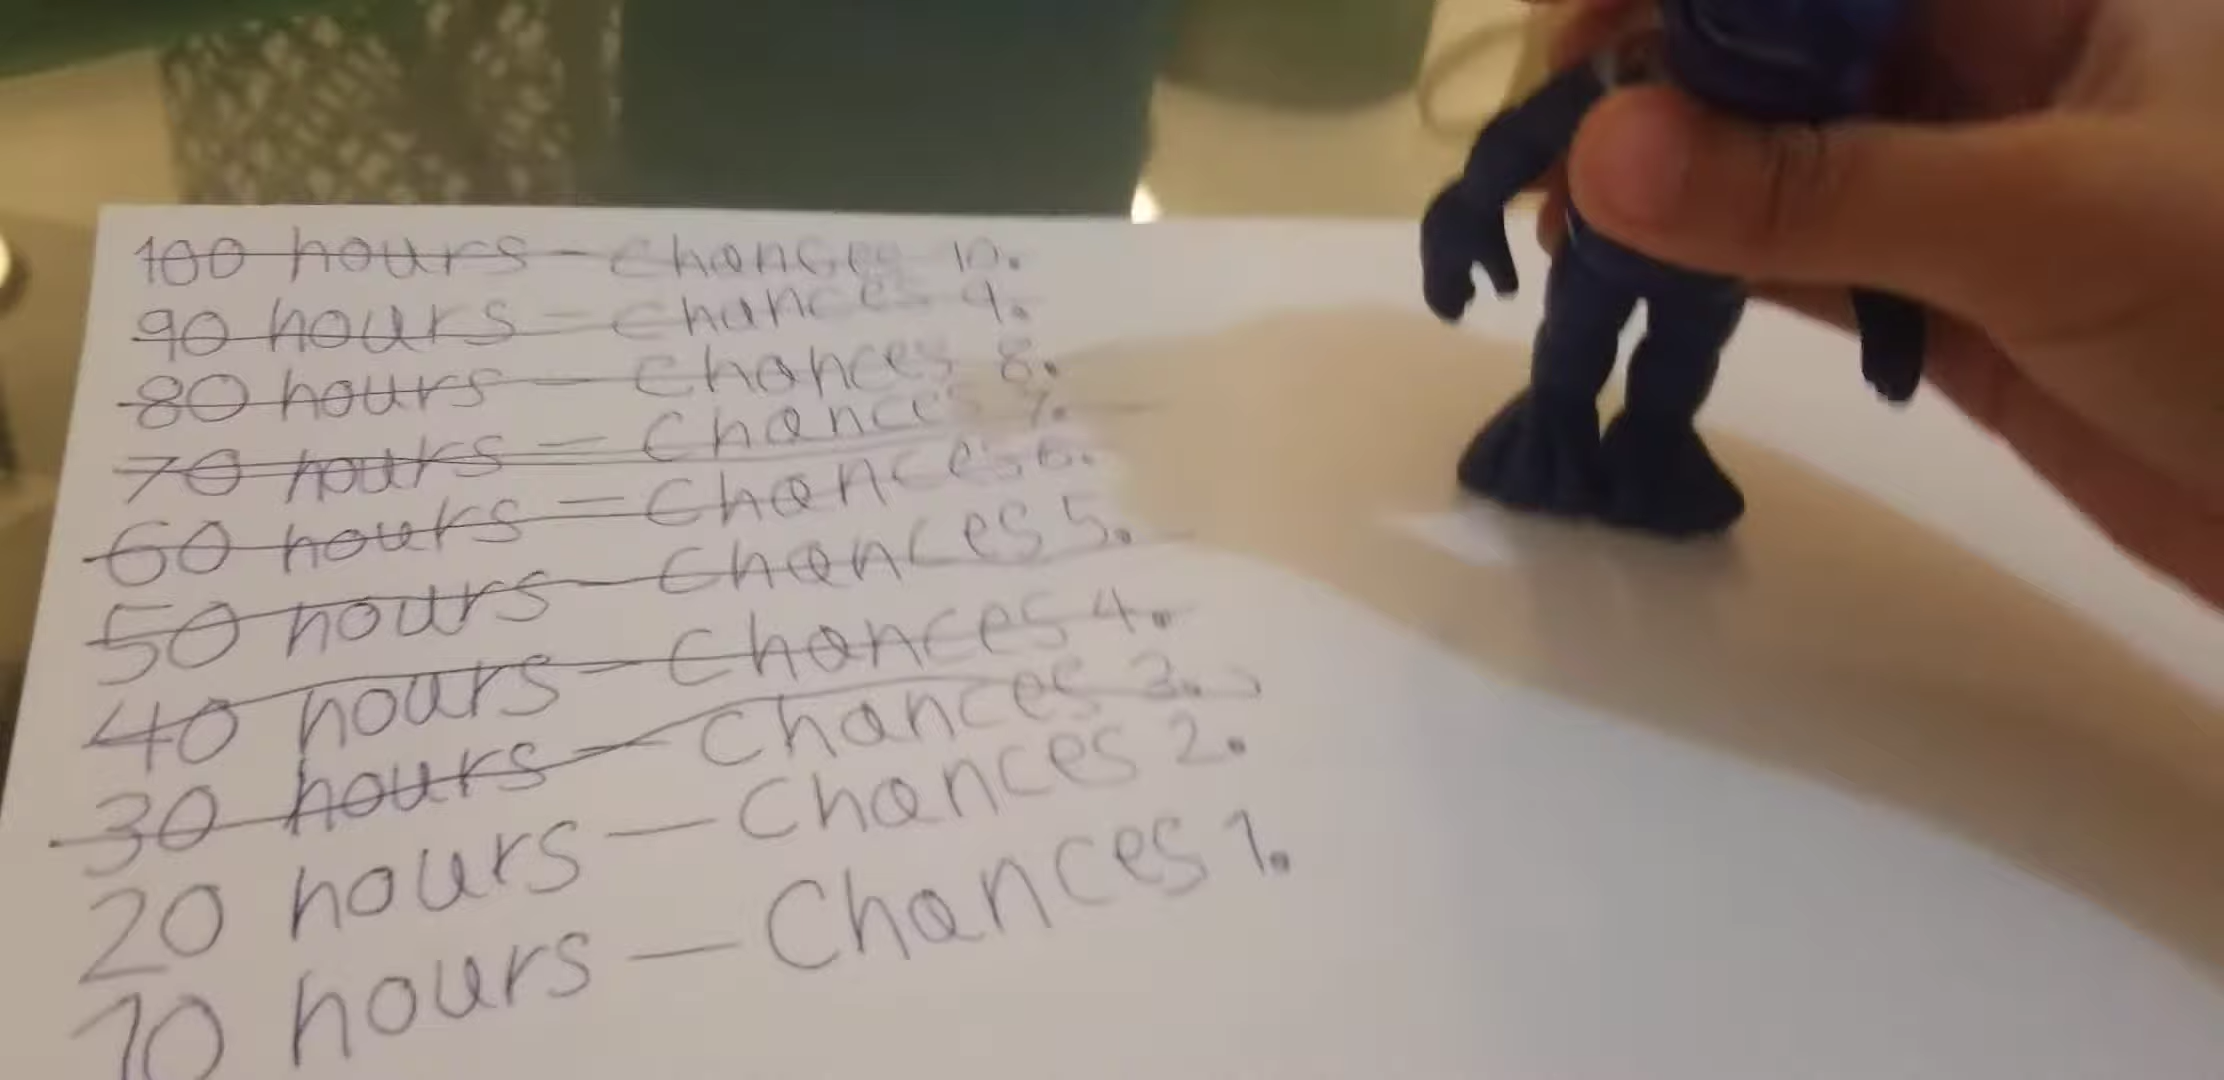 100 hours - Chances 10.
90 hours - Chances 9.
80 hours - Chances 8.
70 hours - Chances 7.
60 hours - Chances 6.
50 hours - Chances 5.
40 hours - Chances 4.
30 hours - Chances 3.
20 hours - Chances 2.
10 hours - Chances 1.